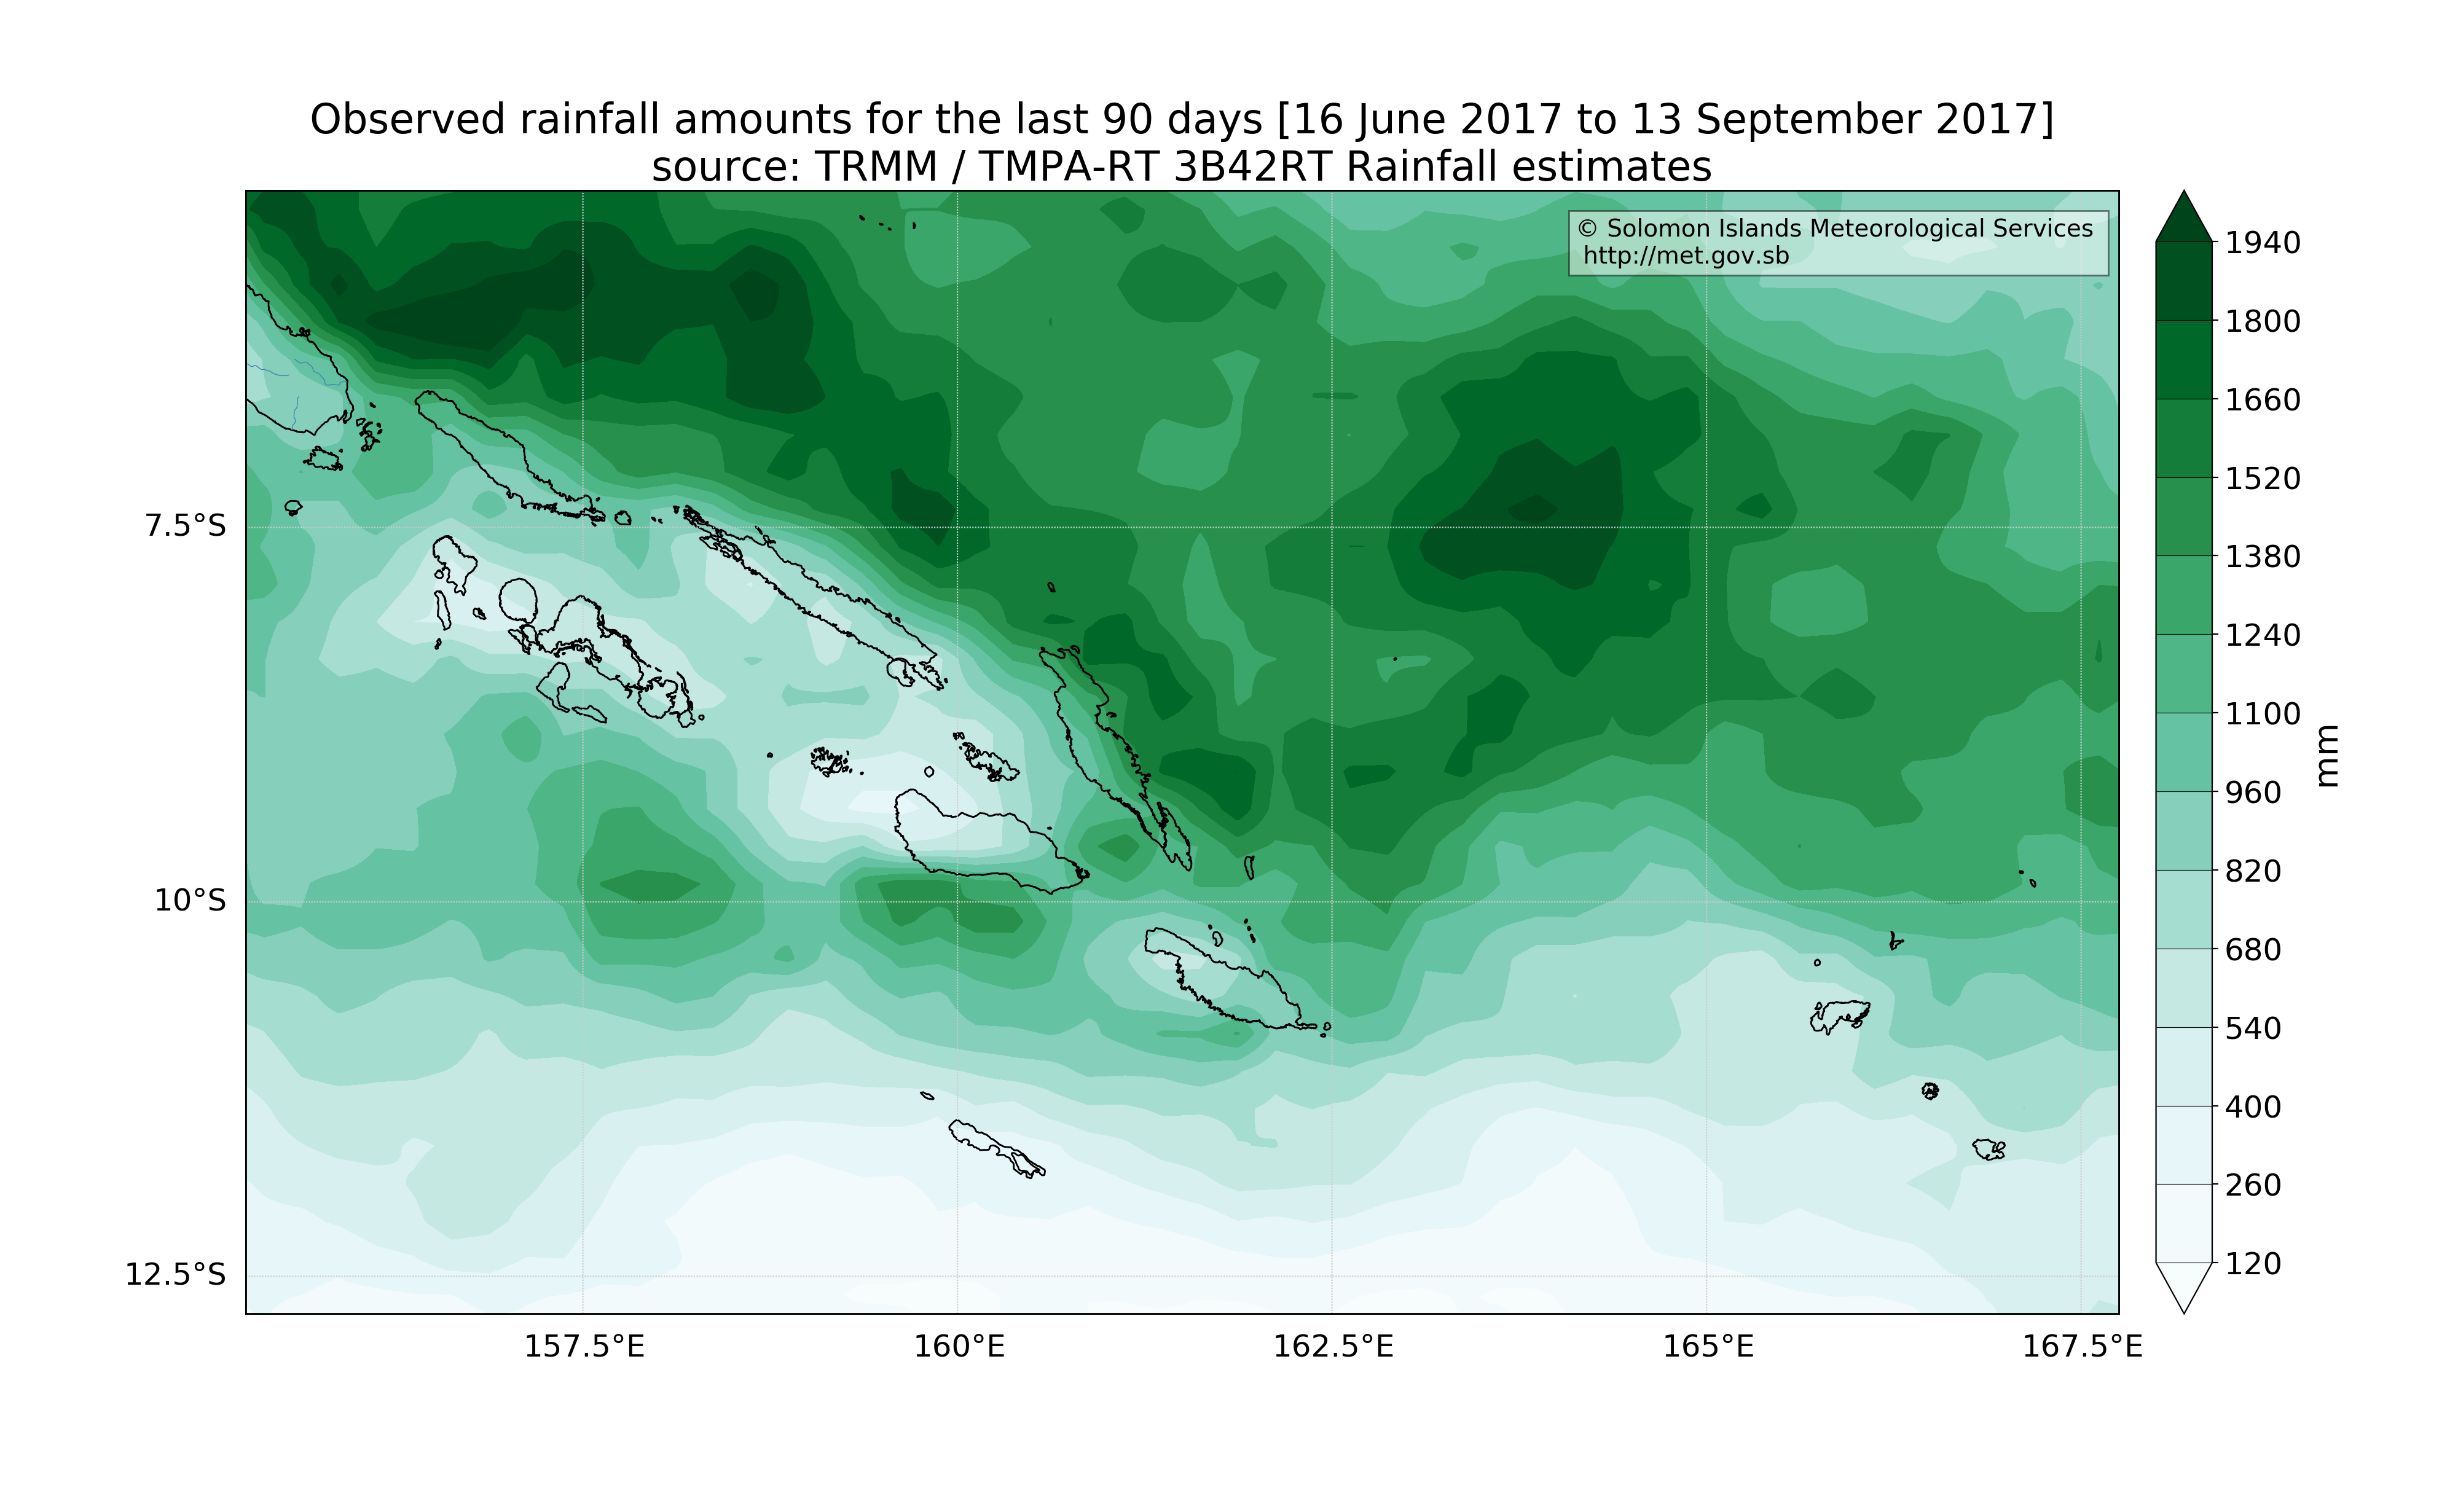 Observed rainfall amounts for the last 90 days [16 June 2017 to 13 September 2017]
source: TRMM / TMPA-RT 3B42RT Rainfall estimates
© Solomon Islands Meteorological Services
http://met.gov.sb
7.5°S
10°S
12.5°S
157.5°E
160°E
162.5°E
165°E
167.5°E
1940
1800
1660
1520
1380
1240
1100
960
820
680
540
400
260
120
mm